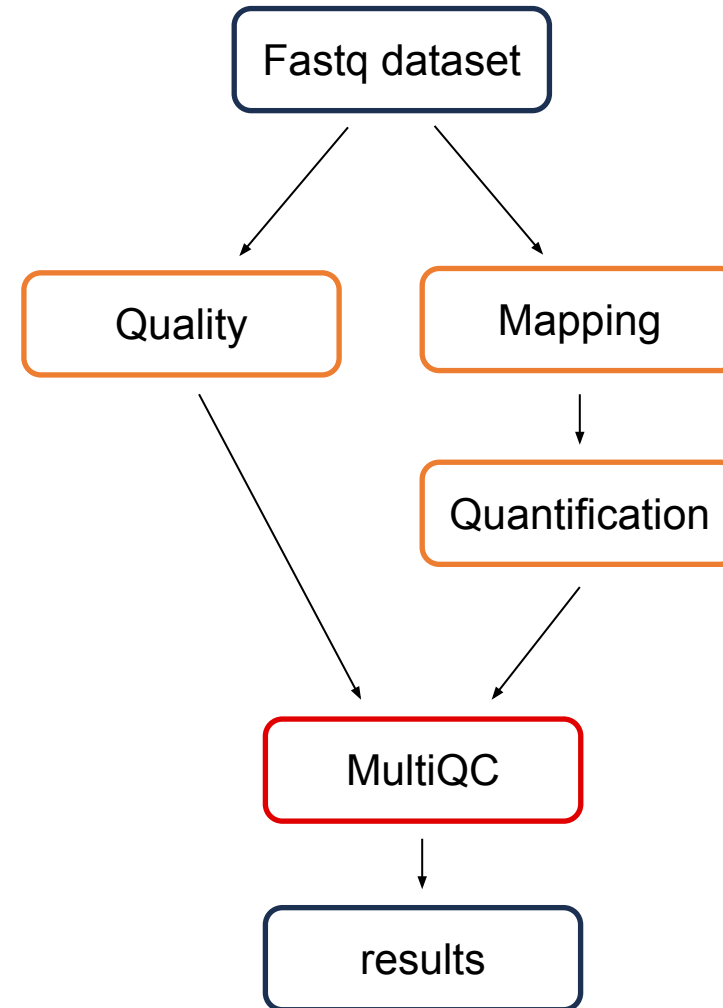 Fastq dataset
Quality
Mapping
Quantification
MultiQC
results